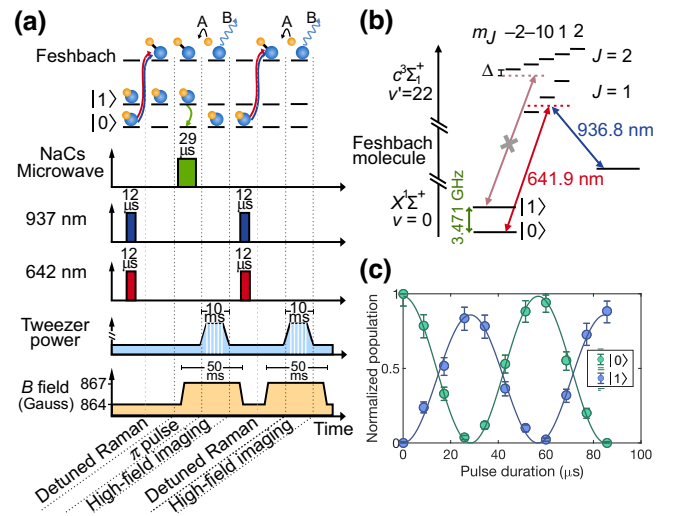 (a)
A B A B
Feshbach
|1⟩
|0⟩
29
μs
NaCs
Microwave
12
μs
12
μs
937 nm
12
μs
12
μs
642 nm
10
ms
10
ms
Tweezer
power
50
ms
50
ms
B field
(Gauss)
867
864
Time
Detuned Raman
π pulse
High-field imaging
Detuned Raman
High-field imaging
(b)
mJ −2−10 1 2
Δ
J = 2
J = 1
c³Σ₁⁺
v'=22
Feshbach
molecule
936.8 nm
641.9 nm
X¹Σ⁺
v = 0
3.471 GHz
|1⟩
|0⟩
(c)
Normalized population
1
0.5
0
|0⟩
|1⟩
0 20 40 60 80 100
Pulse duration (μs)